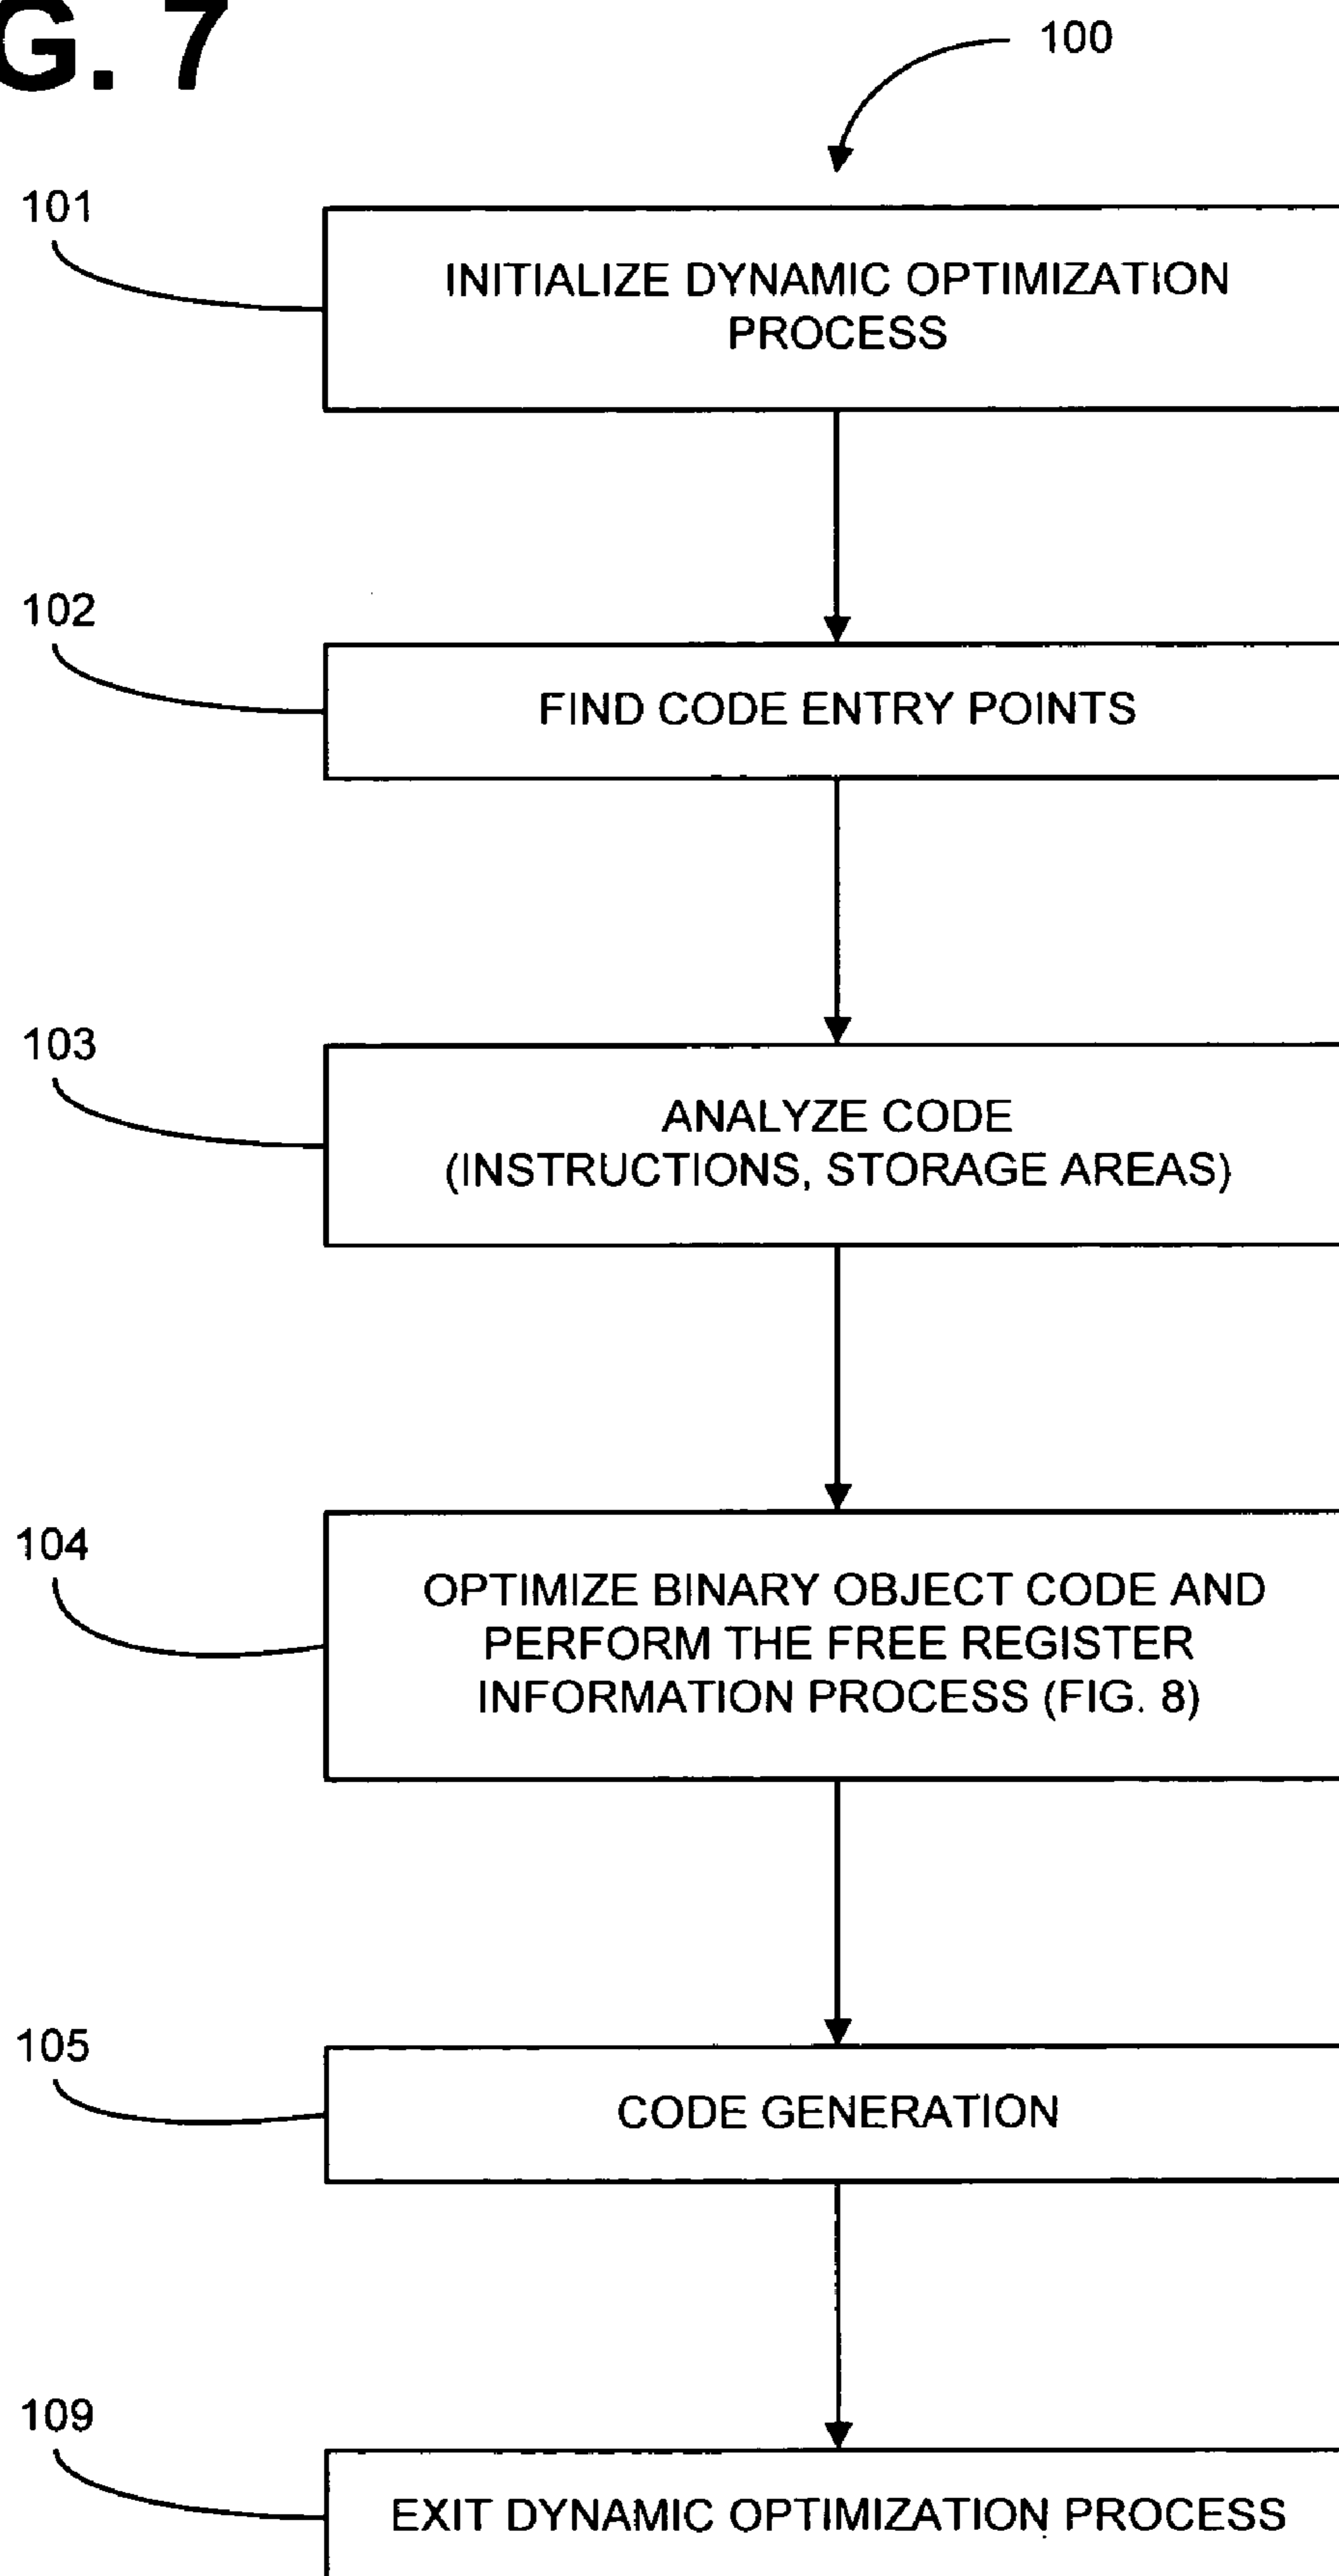 G. 7
100
101
INITIALIZE DYNAMIC OPTIMIZATION
PROCESS
102
FIND CODE ENTRY POINTS
103
ANALYZE CODE
(INSTRUCTIONS, STORAGE AREAS)
104
OPTIMIZE BINARY OBJECT CODE AND
PERFORM THE FREE REGISTER
INFORMATION PROCESS (FIG. 8)
105
CODE GENERATION
109
EXIT DYNAMIC OPTIMIZATION PROCESS